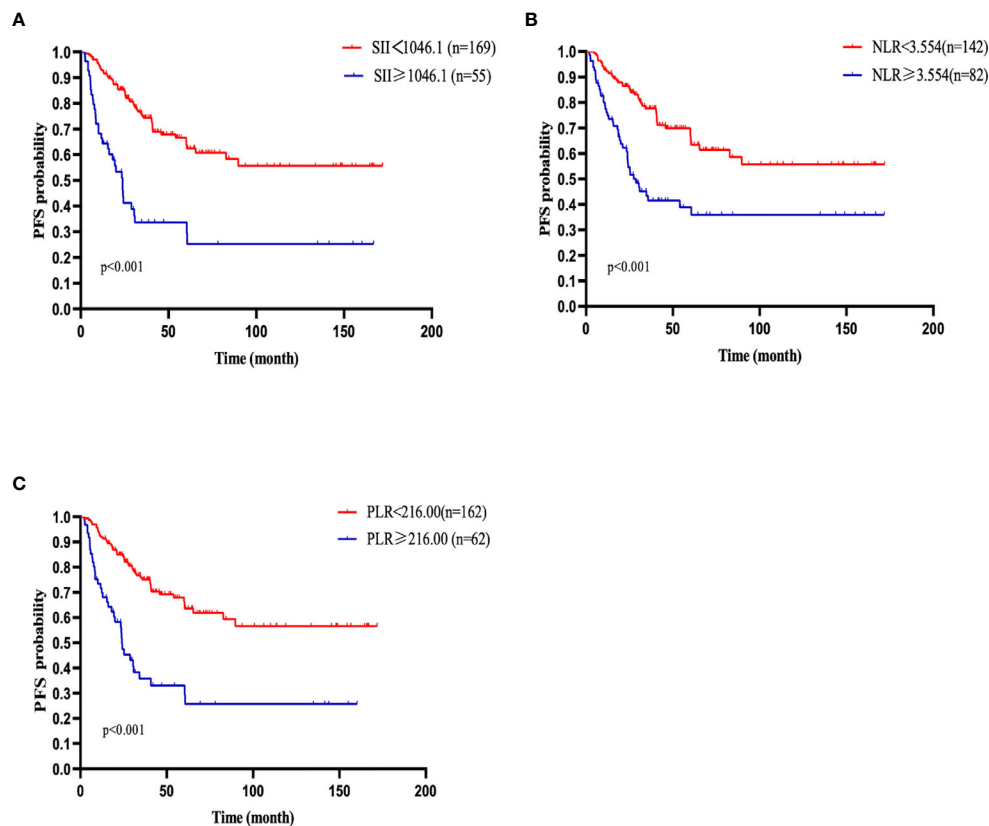 A
SII<1046.1 (n=169)
SII≥1046.1 (n=55)
1.0
0.9
0.8
0.7
0.6
0.5
0.4
0.3
0.2
0.1
0.0
PFS probability
p<0.001
0 50 100 150 200
Time (month)
B
NLR<3.554(n=142)
NLR≥3.554(n=82)
1.0
0.9
0.8
0.7
0.6
0.5
0.4
0.3
0.2
0.1
0.0
PFS probability
p<0.001
0 50 100 150 200
Time (month)
C
PLR<216.00(n=162)
PLR≥216.00 (n=62)
1.0
0.9
0.8
0.7
0.6
0.5
0.4
0.3
0.2
0.1
0.0
PFS probability
p<0.001
0 50 100 150 200
Time (month)